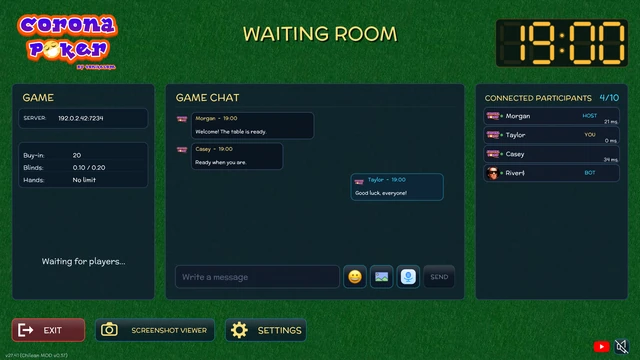 corona
poker
WAITING ROOM
19:00
GAME
SERVER: 192.0.2.42:7234
Buy-in: 20
Blinds: 0.10 / 0.20
Hands: No limit
Waiting for players...
GAME CHAT
Morgan - 19:00
Welcome! The table is ready.
Casey - 19:00
Ready when you are.
Taylor - 19:00
Good luck, everyone!
Write a message
SEND
CONNECTED PARTICIPANTS 4/10
Morgan HOST
21 ms
Taylor YOU
0 ms
Casey
34 ms
River$ BOT
EXIT
SCREENSHOT VIEWER
SETTINGS